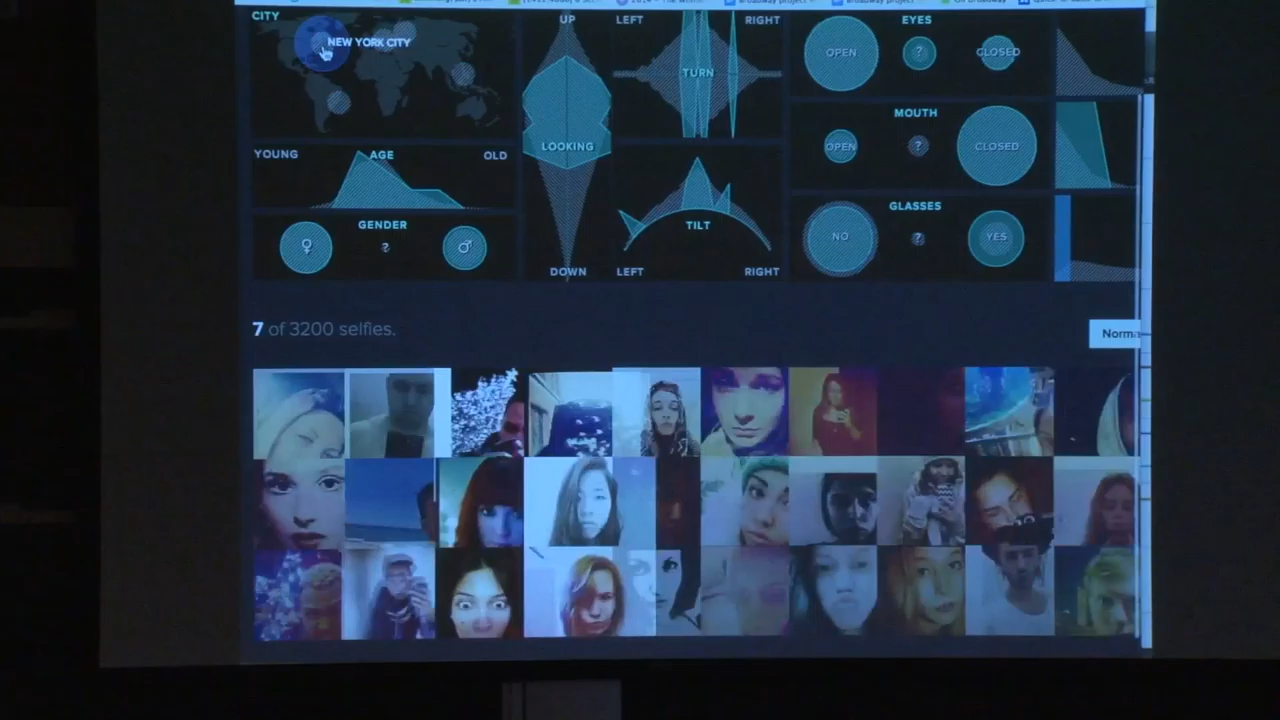 CITY
NEW YORK CITY
YOUNG
AGE
OLD
GENDER
?
UP
LOOKING
DOWN
LEFT
RIGHT
TURN
TILT
LEFT
RIGHT
EYES
OPEN
?
CLOSED
MOUTH
OPEN
?
CLOSED
GLASSES
NO
?
YES
7 of 3200 selfies.
Norma